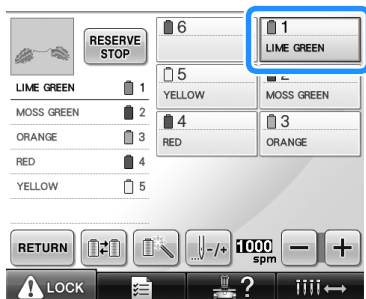 RESERVE
STOP
LIME GREEN 1
MOSS GREEN 2
ORANGE 3
RED 4
YELLOW 5
6
1
LIME GREEN
5
YELLOW
2
MOSS GREEN
4
RED
3
ORANGE
RETURN
-/+
1000
spm
− +
LOCK
?